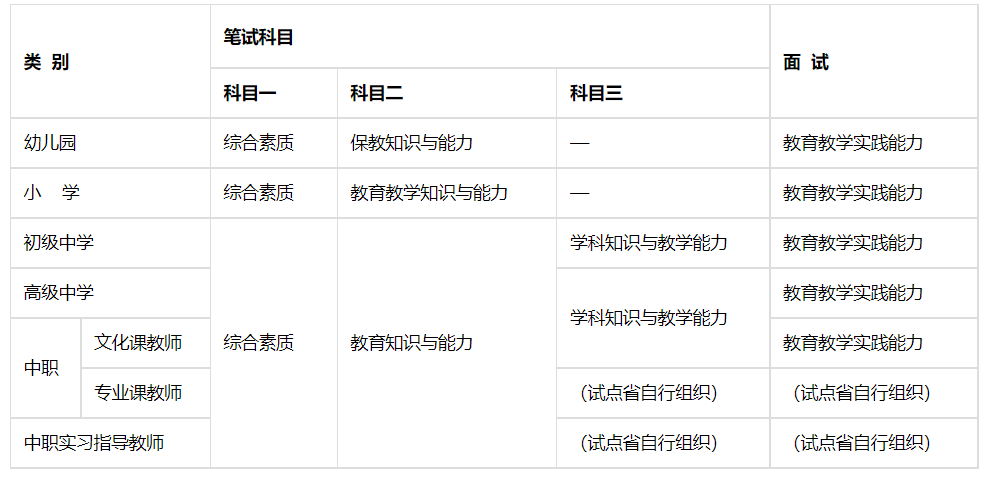 类 别
笔试科目
面 试
科目一
科目二
科目三
幼儿园
综合素质
保教知识与能力
—
教育教学实践能力
小 学
综合素质
教育教学知识与能力
—
教育教学实践能力
初级中学
综合素质
教育知识与能力
学科知识与教学能力
教育教学实践能力
高级中学
学科知识与教学能力
教育教学实践能力
中职
文化课教师
教育教学实践能力
专业课教师
（试点省自行组织）
（试点省自行组织）
中职实习指导教师
（试点省自行组织）
（试点省自行组织）